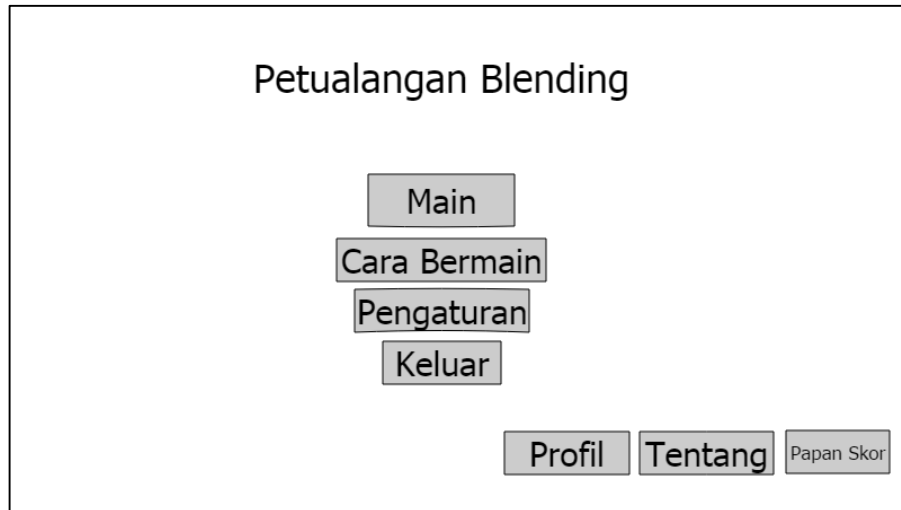 Petualangan Blending
Main
Cara Bermain
Pengaturan
Keluar
Profil Tentang Papan Skor